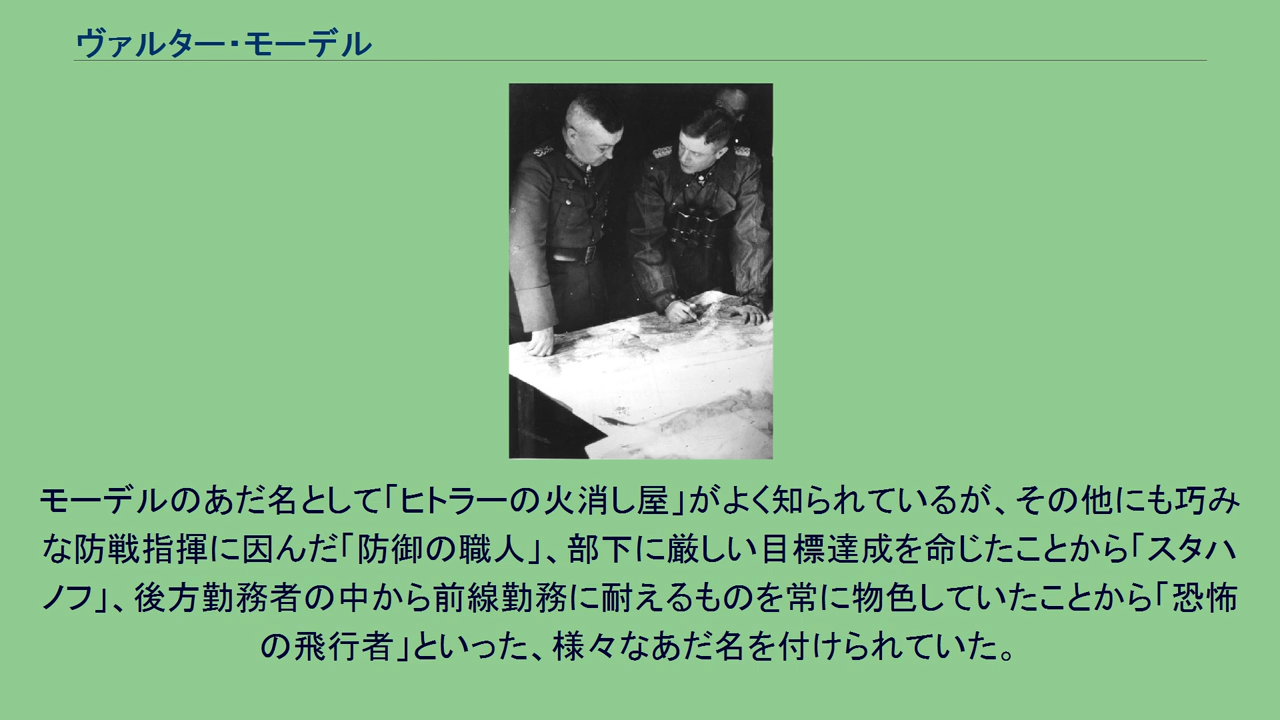 ヴァルター・モーデル
モーデルのあだ名として「ヒトラーの火消し屋」がよく知られているが、その他にも巧み
な防戦指揮に因んだ「防御の職人」、部下に厳しい目標達成を命じたことから「スタハ
ノフ」、後方勤務者の中から前線勤務に耐えるものを常に物色していたことから「恐怖
の飛行者」といった、様々なあだ名を付けられていた。